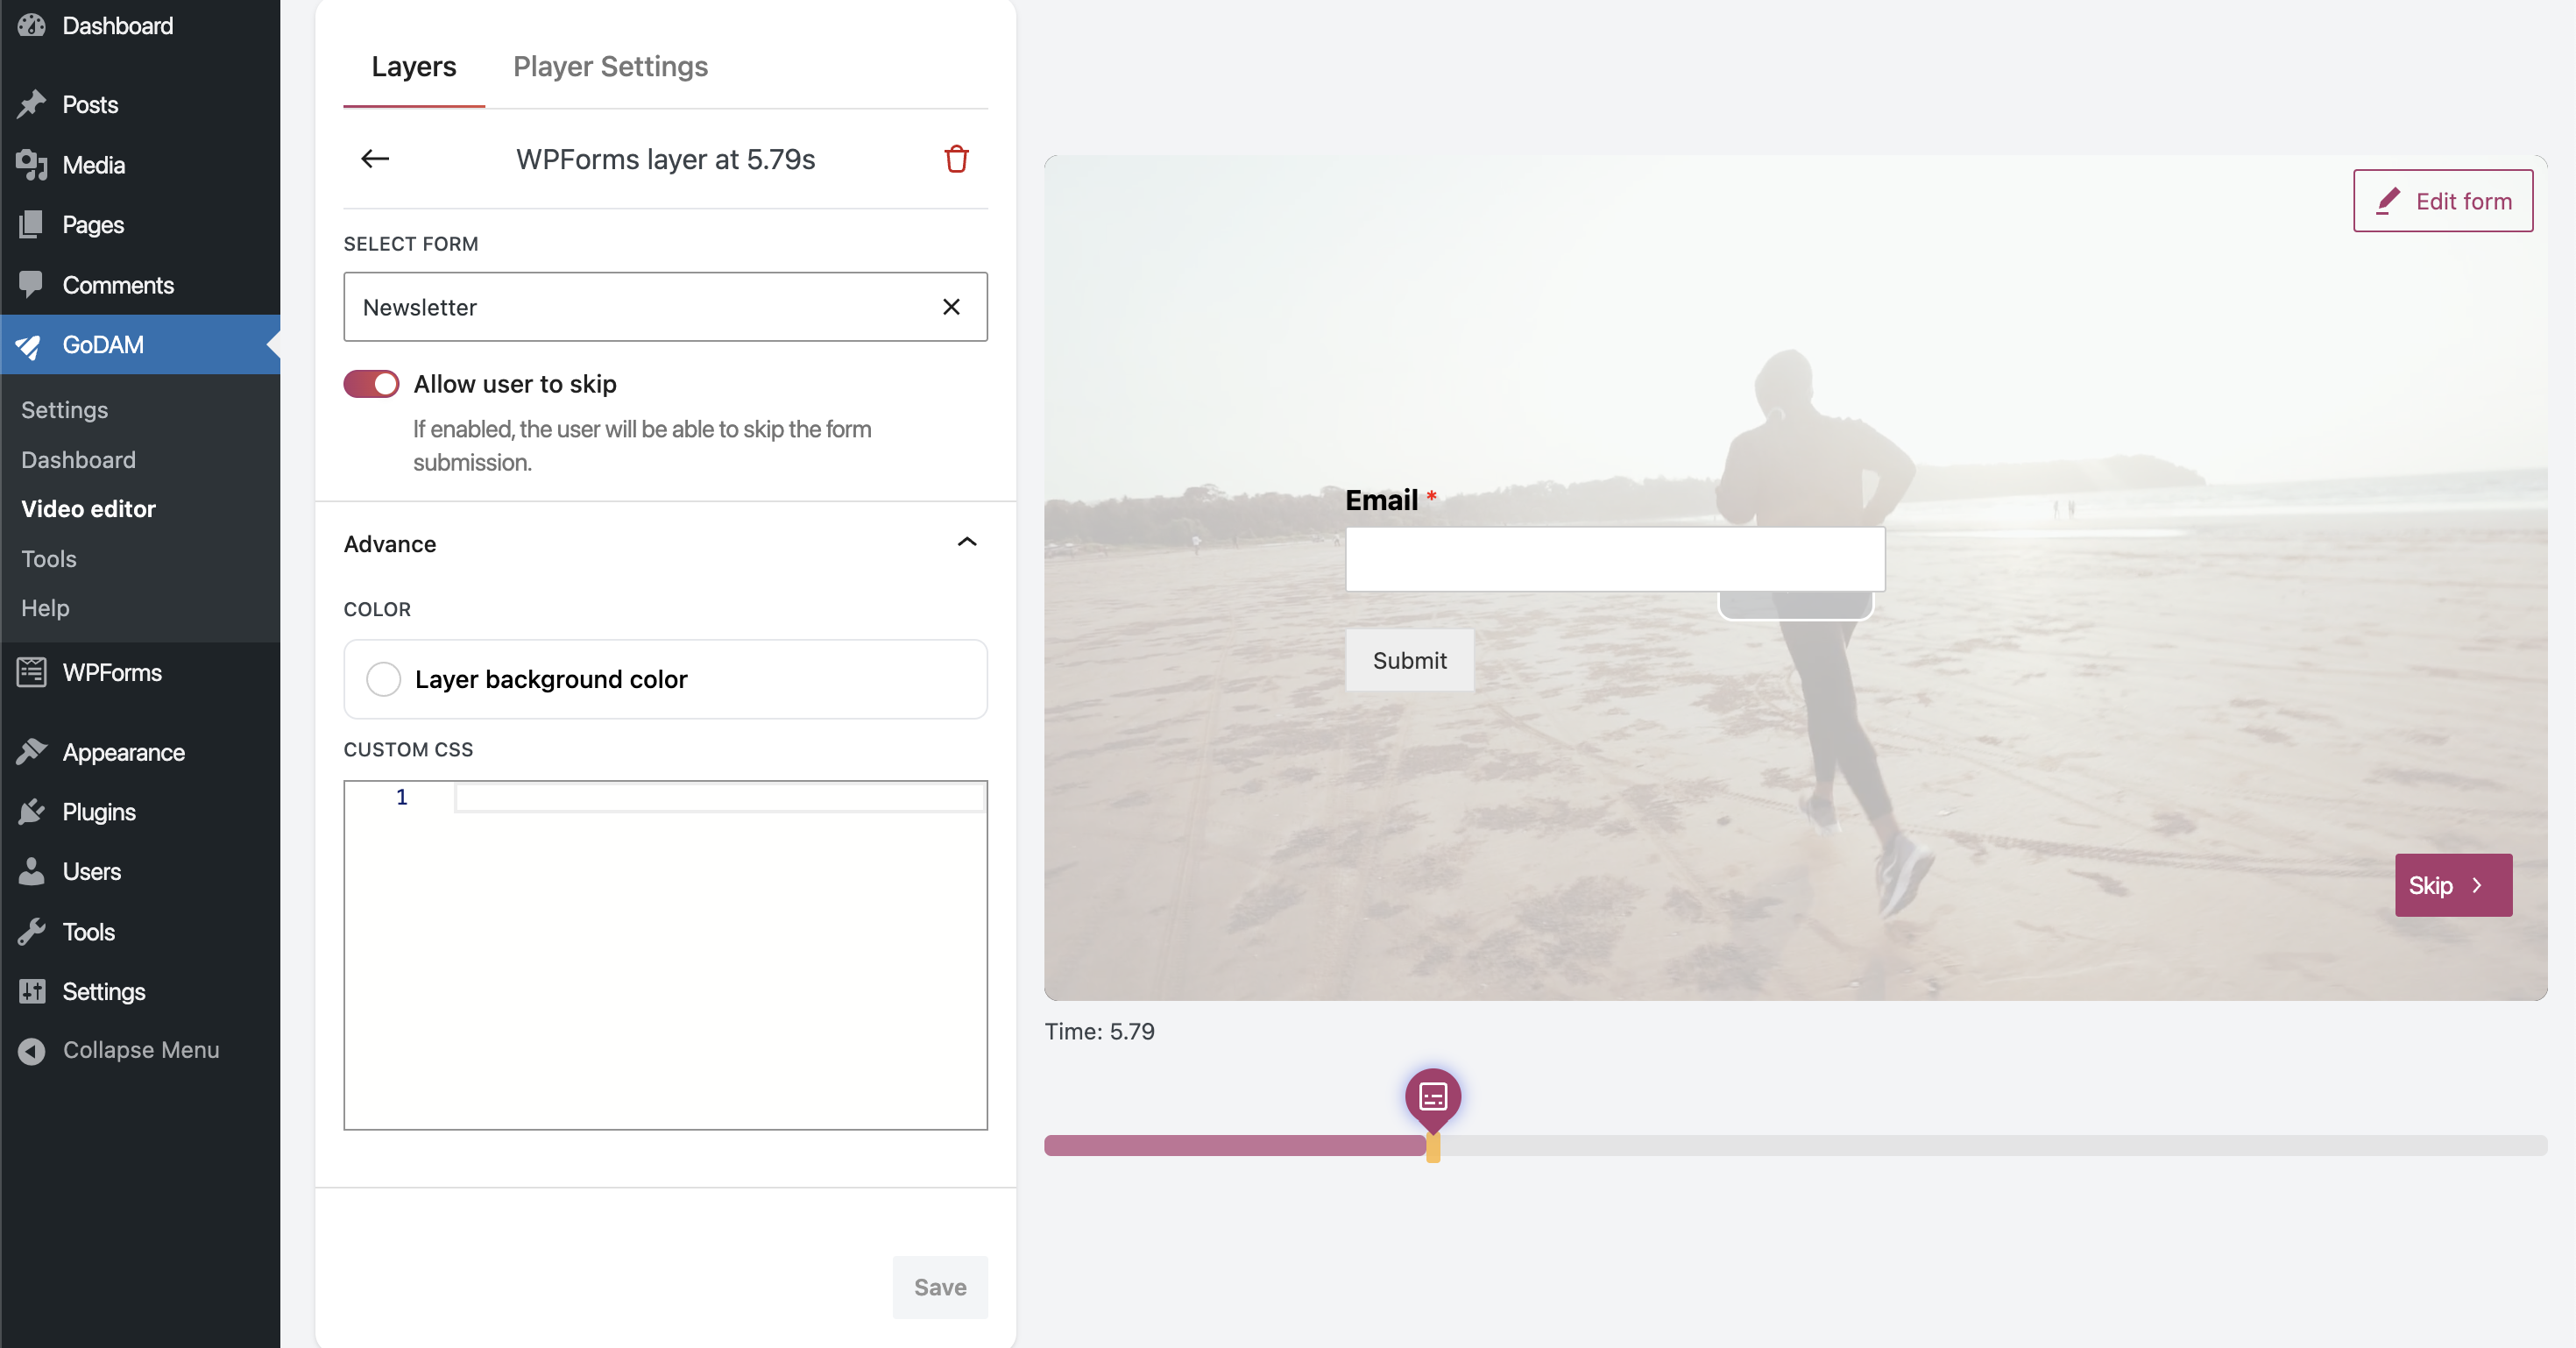 Dashboard
Posts
Media
Pages
Comments
GoDAM
Settings
Dashboard
Video editor
Tools
Help
WPForms
Appearance
Plugins
Users
Tools
Settings
Collapse Menu
Layers
Player Settings
WPForms layer at 5.79s
SELECT FORM
Newsletter
Allow user to skip
If enabled, the user will be able to skip the form
submission.
Advance
COLOR
Layer background color
CUSTOM CSS
1
Save
Edit form
Email *
Submit
Skip
Time: 5.79